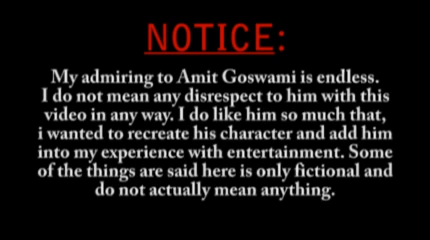 NOTICE:
My admiring to Amit Goswami is endless.
I do not mean any disrespect to him with this
video in any way. I do like him so much that,
i wanted to recreate his character and add him
into my experience with entertainment. Some
of the things are said here is only fictional and
do not actually mean anything.